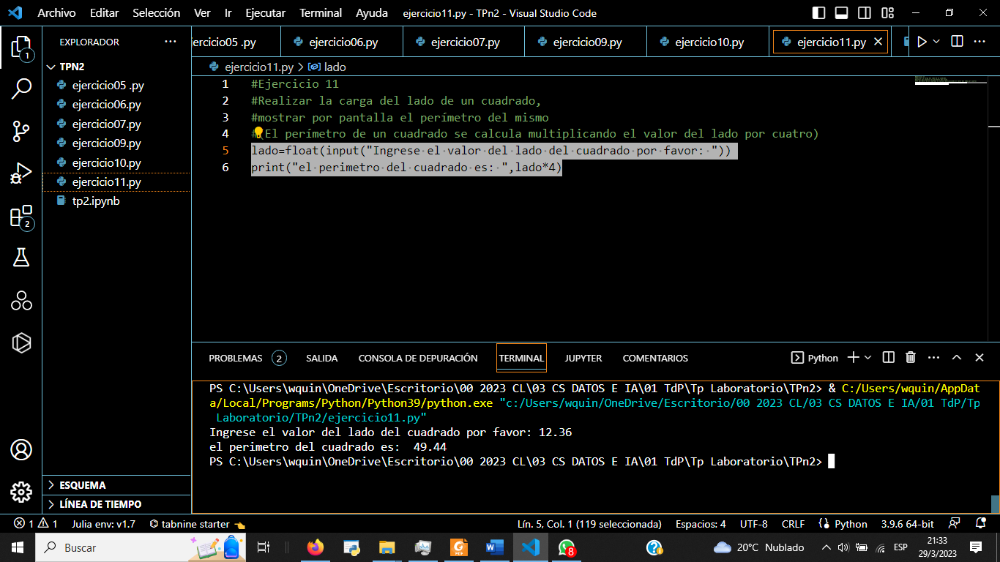 Archivo Editar Selección Ver Ir Ejecutar Terminal Ayuda ejercicio11.py - TPn2 - Visual Studio Code
EXPLORADOR ···
ejercicio05 .py ejercicio06.py ejercicio07.py ejercicio09.py ejercicio10.py ejercicio11.py
1
2
TPN2
ejercicio05 .py
ejercicio06.py
ejercicio07.py
ejercicio09.py
ejercicio10.py
ejercicio11.py
tp2.ipynb
ESQUEMA
LÍNEA DE TIEMPO
ejercicio11.py > lado
1 #Ejercicio 11
2 #Realizar la carga del lado de un cuadrado,
3 #mostrar por pantalla el perímetro del mismo
4 #(El perímetro de un cuadrado se calcula multiplicando el valor del lado por cuatro)
5 lado=float(input("Ingrese el valor del lado del cuadrado por favor: "))
6 print("el perimetro del cuadrado es: ",lado*4)
PROBLEMAS 2 SALIDA CONSOLA DE DEPURACIÓN TERMINAL JUPYTER COMENTARIOS Python
PS C:\Users\wquin\OneDrive\Escritorio\00 2023 CL\03 CS DATOS E IA\01 TdP\Tp Laboratorio\TPn2> & C:/Users/wquin/AppDat
a/Local/Programs/Python/Python39/python.exe "c:/Users/wquin/OneDrive/Escritorio/00 2023 CL/03 CS DATOS E IA/01 TdP/Tp
Laboratorio/TPn2/ejercicio11.py"
Ingrese el valor del lado del cuadrado por favor: 12.36
el perimetro del cuadrado es:  49.44
PS C:\Users\wquin\OneDrive\Escritorio\00 2023 CL\03 CS DATOS E IA\01 TdP\Tp Laboratorio\TPn2>
1 1 Julia env: v1.7 tabnine starter Lín. 5, Col. 1 (119 seleccionada) Espacios: 4 UTF-8 CRLF Python 3.9.6 64-bit
Buscar 8 20°C Nublado ESP 21:33
29/3/2023